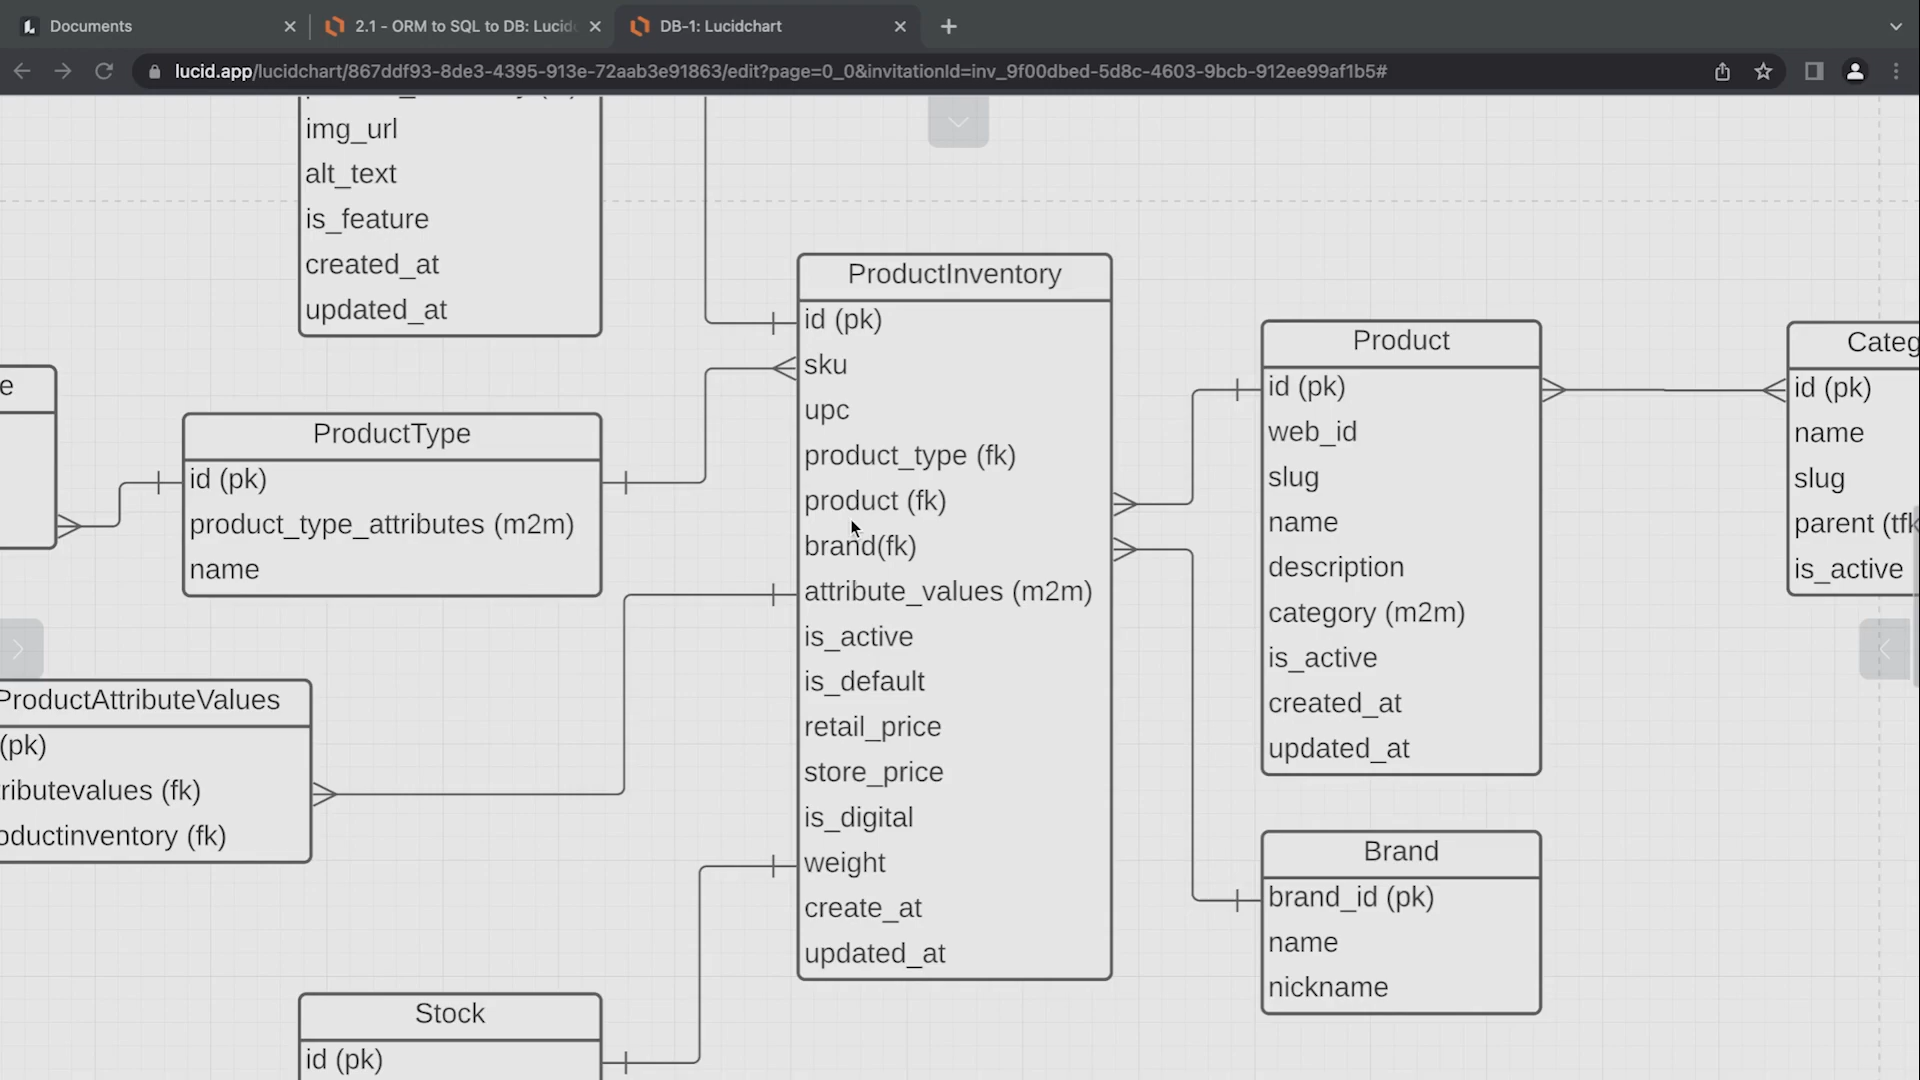 Documents
2.1 - ORM to SQL to DB: Lucid
DB-1: Lucidchart
lucid.app/lucidchart/867ddf93-8de3-4395-913e-72aab3e91863/edit?page=0_0&invitationId=inv_9f00dbed-5d8c-4603-9bcb-912ee99af1b5#
img_url
alt_text
is_feature
created_at
updated_at
e
ProductType
id (pk)
product_type_attributes (m2m)
name
ProductAttributeValues
(pk)
ributevalues (fk)
oductinventory (fk)
Stock
id (pk)
ProductInventory
id (pk)
sku
upc
product_type (fk)
product (fk)
brand(fk)
attribute_values (m2m)
is_active
is_default
retail_price
store_price
is_digital
weight
create_at
updated_at
Product
id (pk)
web_id
slug
name
description
category (m2m)
is_active
created_at
updated_at
Brand
brand_id (pk)
name
nickname
Categ
id (pk)
name
slug
parent (tfk
is_active